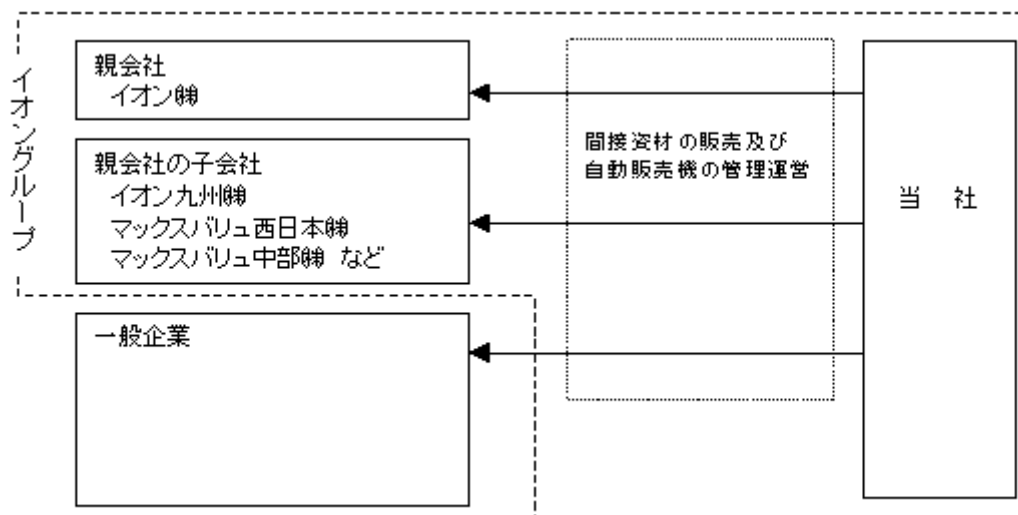 イオングループ
親会社
イオン㈱
親会社の子会社
イオン九州㈱
マックスバリュ西日本㈱
マックスバリュ中部㈱ など
一般企業
間接資材の販売及び
自動販売機の管理運営
当 社